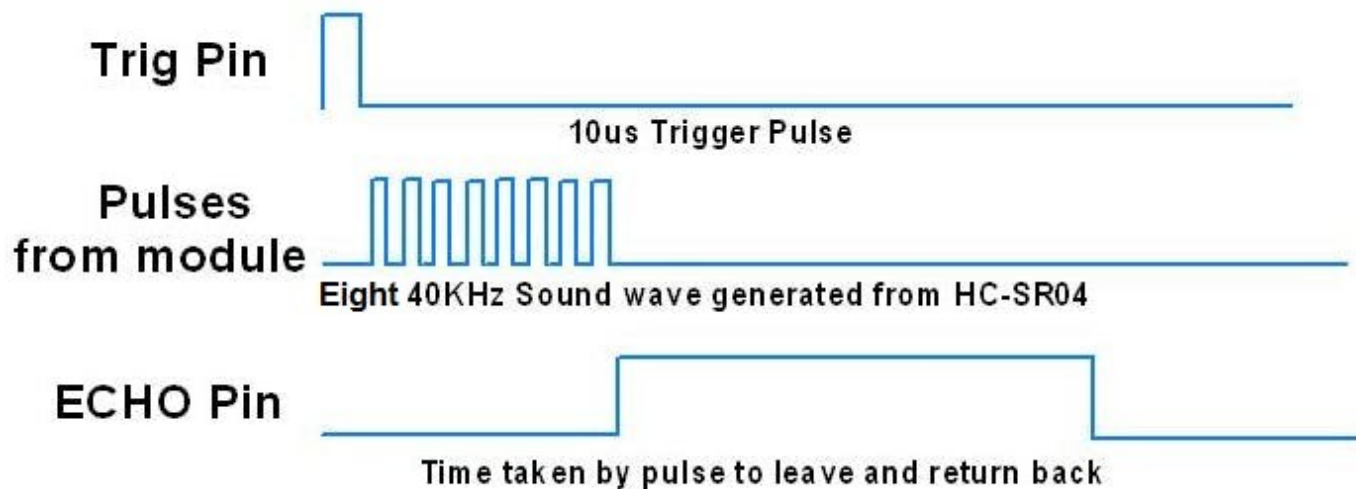 Trig Pin
10us Trigger Pulse
Pulses
from module
Eight 40KHz Sound wave generated from HC-SR04
ECHO Pin
Time taken by pulse to leave and return back